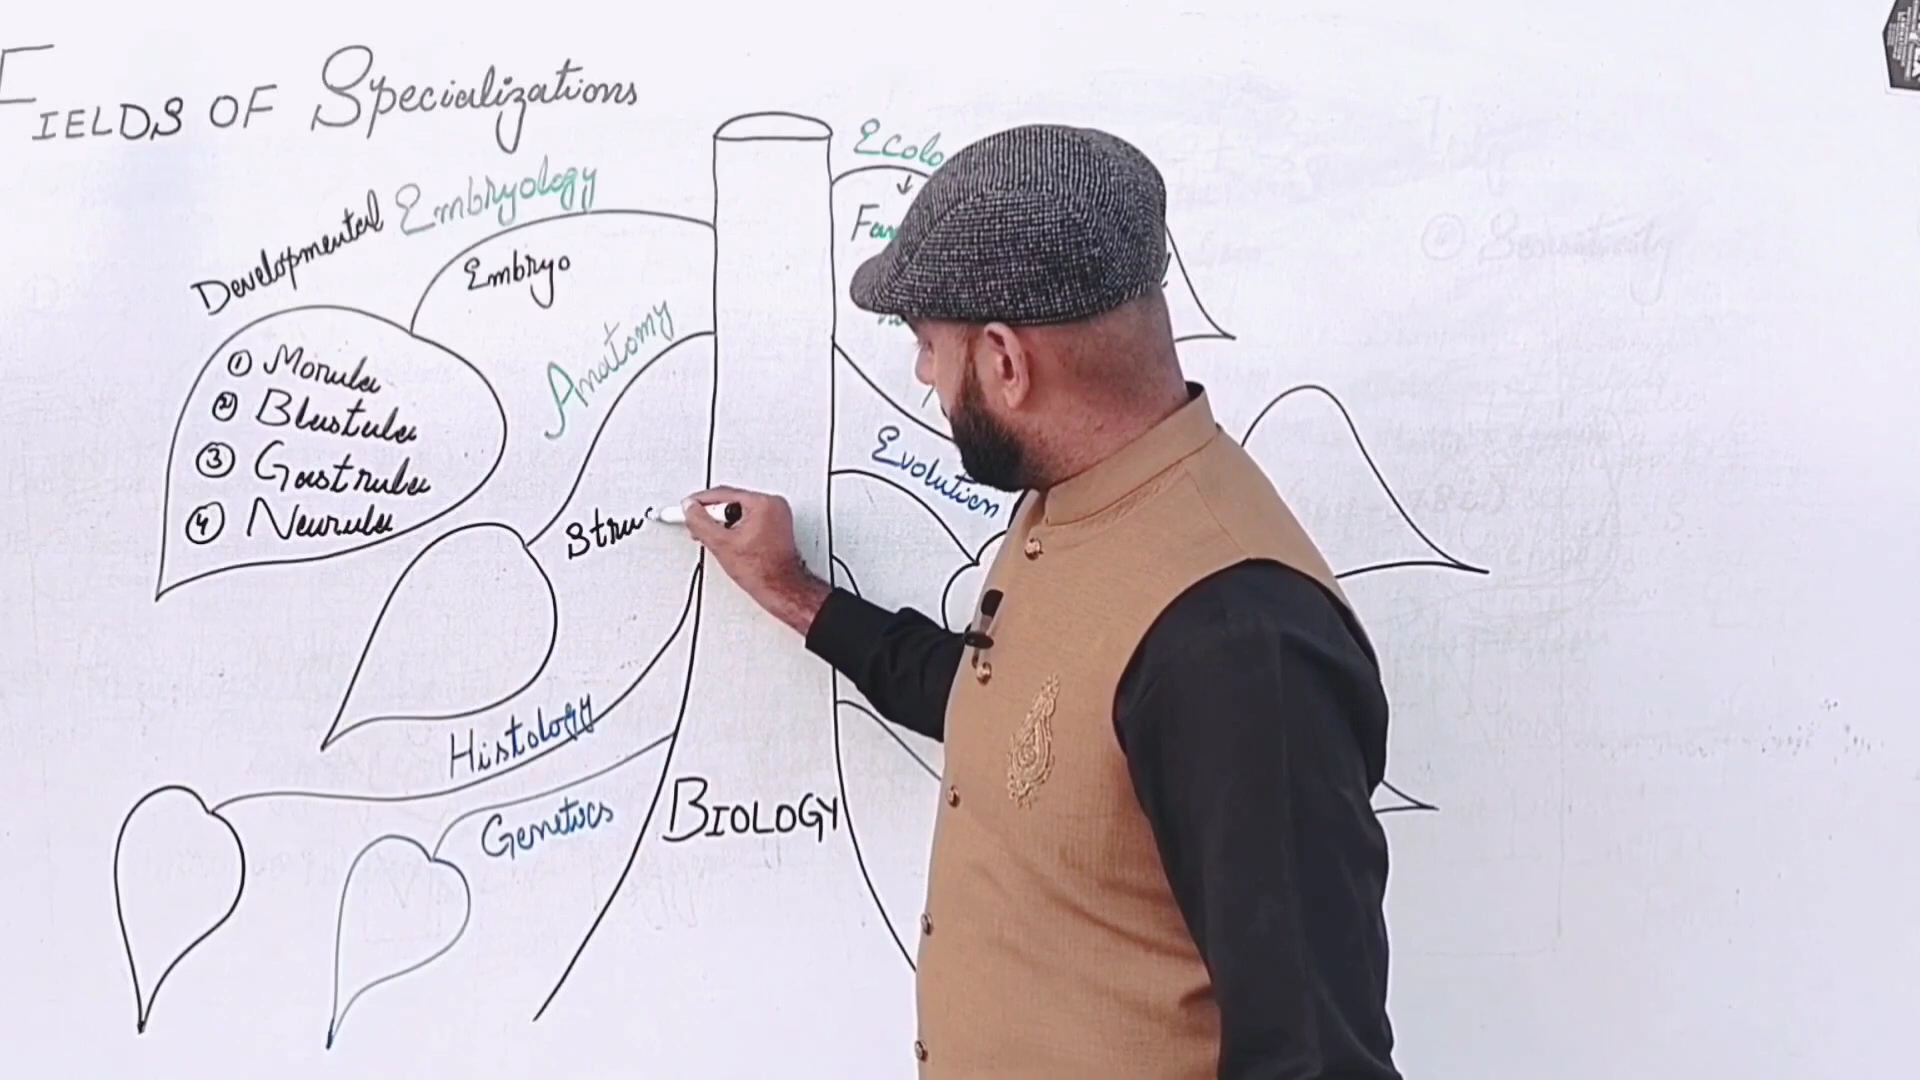 FIELDS OF Specializations
Developmental Embryology
Embryo
① Morula
② Blastula
③ Gastrula
④ Neurula
Anatomy
Struc
Histology
Genetics
BIOLOGY
Ecolo
Evolution